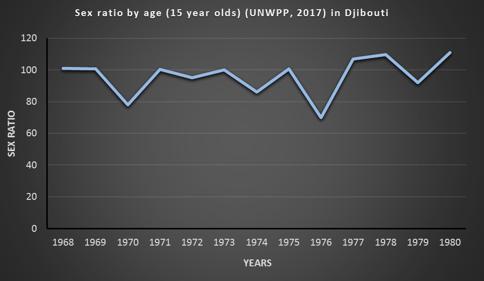 Sex ratio by age (15 year olds) (UNWPP, 2017) in Djibouti
120
100
80
60
40
20
0
SEX RATIO
1968 1969 1970 1971 1972 1973 1974 1975 1976 1977 1978 1979 1980
YEARS